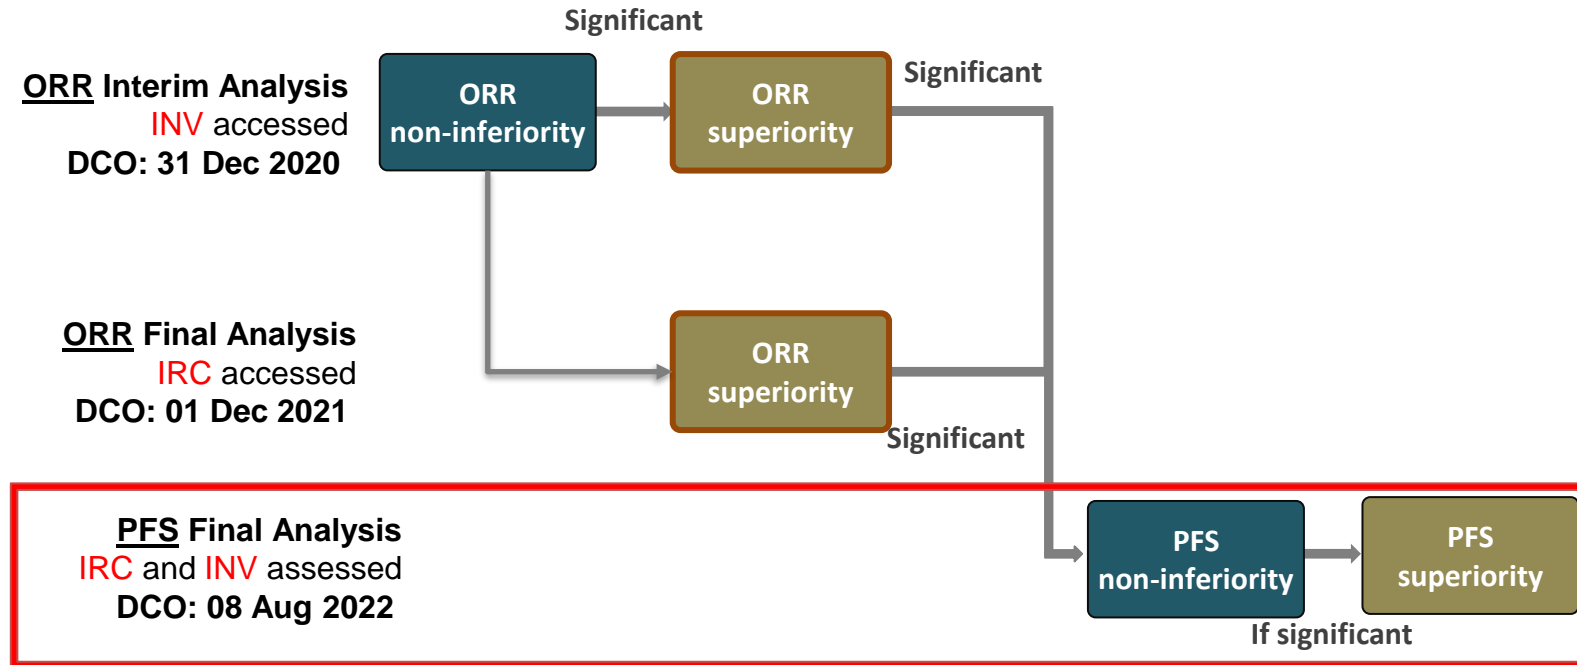 Significant
ORR Interim Analysis
INV accessed
DCO: 31 Dec 2020
ORR
non-inferiority
ORR
superiority
Significant
ORR Final Analysis
IRC accessed
DCO: 01 Dec 2021
ORR
superiority
Significant
PFS Final Analysis
IRC and INV assessed
DCO: 08 Aug 2022
PFS
non-inferiority
PFS
superiority
If significant